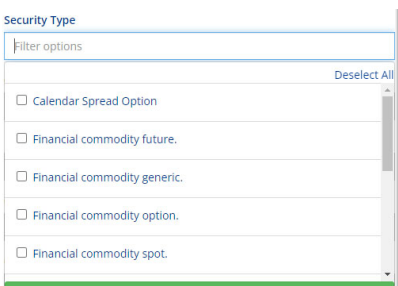 Security Type
Filter options
Deselect All
Calendar Spread Option
Financial commodity future.
Financial commodity generic.
Financial commodity option.
Financial commodity spot.